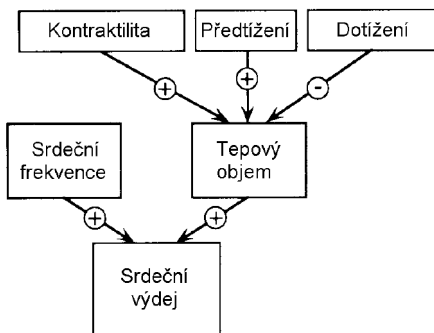 Kontraktilita
Předtížení
Dotížení
+
+
-
Srdeční
frekvence
Tepový
objem
+
+
Srdeční
výdej